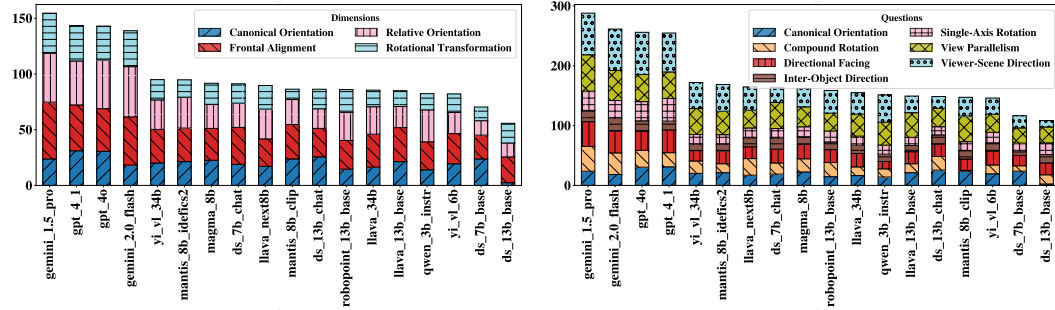 150
100
50
0
Dimensions
Canonical Orientation
Frontal Alignment
Relative Orientation
Rotational Transformation
gemini_1.5_pro
gpt_4_1
gpt_4o
gemini_2.0_flash
yi_vl_34b
mantis_8b_idefics2
magma_8b
ds_7b_chat
llava_next8b
mantis_8b_clip
ds_13b_chat
robopoint_13b_base
llava_34b
llava_13b_base
qwen_3b_instr
yi_vl_6b
ds_7b_base
ds_13b_base
300
200
100
0
Questions
Canonical Orientation
Compound Rotation
Directional Facing
Inter-Object Direction
Single-Axis Rotation
View Parallelism
Viewer-Scene Direction
gemini_1.5_pro
gemini_2.0_flash
gpt_4o
gpt_4_1
yi_vl_34b
mantis_8b_idefics2
llava_next8b
ds_7b_chat
magma_8b
robopoint_13b_base
llava_34b
qwen_3b_instr
llava_13b_base
ds_13b_chat
mantis_8b_clip
yi_vl_6b
ds_7b_base
ds_13b_base